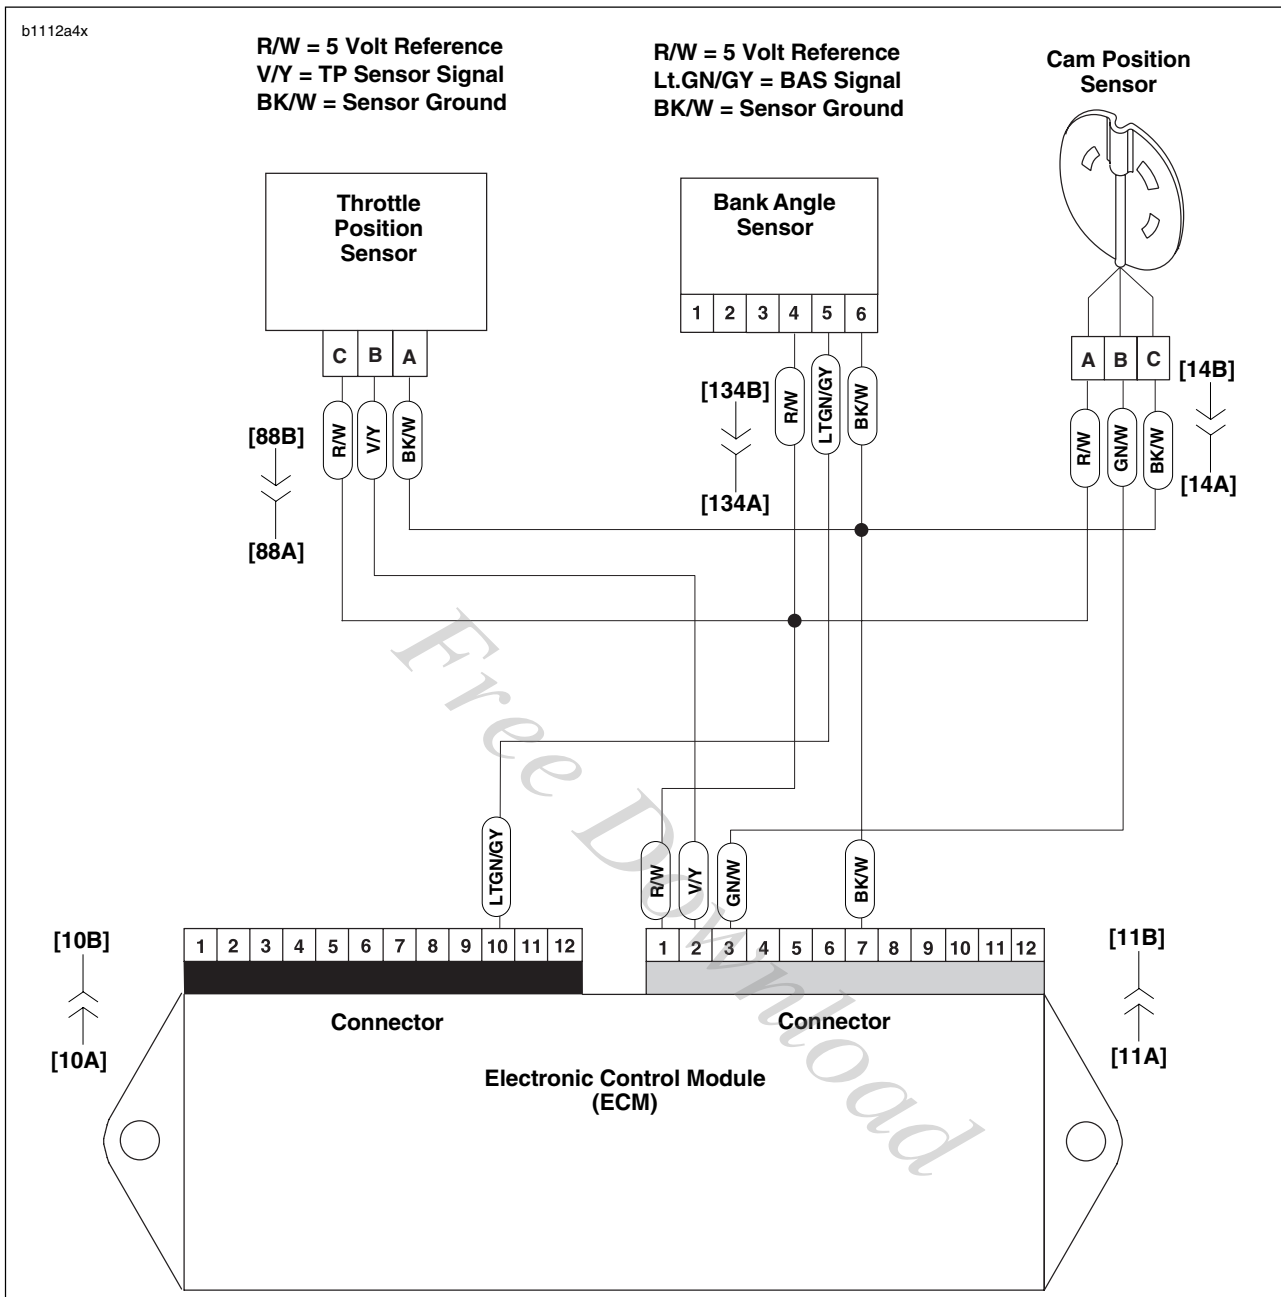 b1112a4x
R/W = 5 Volt Reference
V/Y = TP Sensor Signal
BK/W = Sensor Ground
R/W = 5 Volt Reference
Lt.GN/GY = BAS Signal
BK/W = Sensor Ground
Cam Position
Sensor
Throttle
Position
Sensor
C B A
Bank Angle
Sensor
1 2 3 4 5 6
A B C
[88B]
[88A]
R/W
V/Y
BK/W
[134B]
[134A]
R/W
LTGN/GY
BK/W
R/W
GN/W
BK/W
[14B]
[14A]
LTGN/GY
R/W
V/Y
GN/W
BK/W
[10B]
[10A]
1 2 3 4 5 6 7 8 9 10 11 12
1 2 3 4 5 6 7 8 9 10 11 12
[11B]
[11A]
Connector
Connector
Electronic Control Module
(ECM)
Free Download